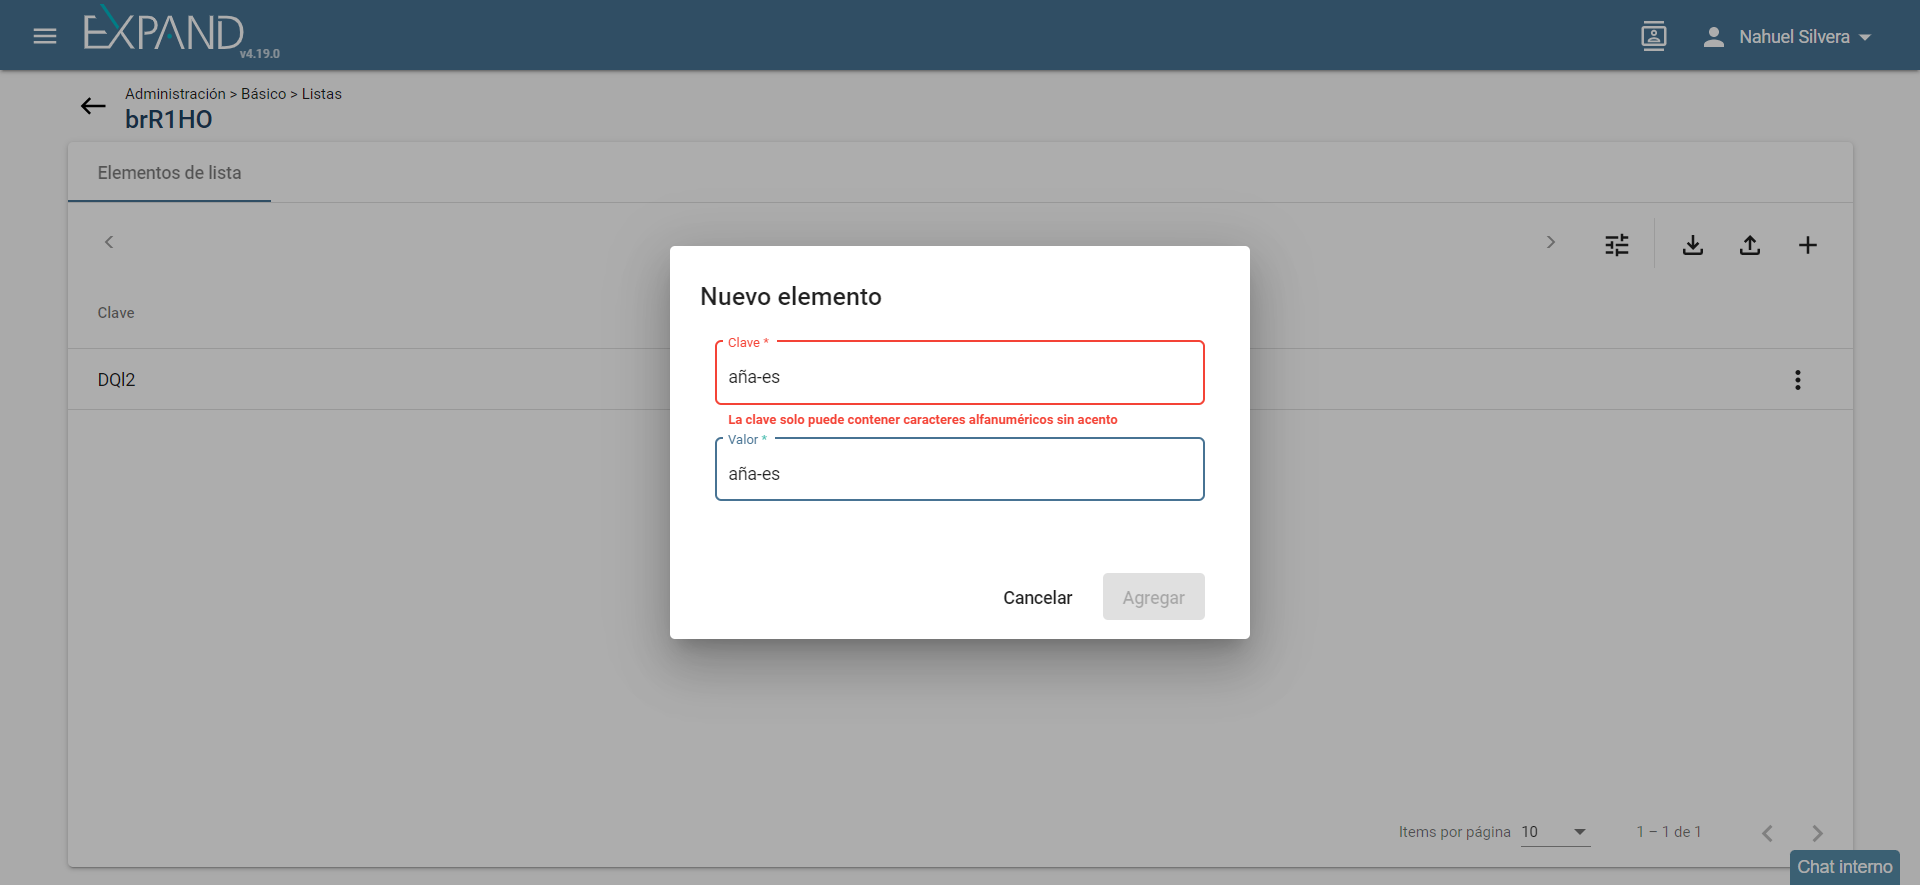 EXPAND
v4.19.0
Nahuel Silvera
Administración > Básico > Listas
brR1HO
Elementos de lista
Clave
DQl2
Nuevo elemento
Clave *
aña-es
La clave solo puede contener caracteres alfanuméricos sin acento
Valor *
aña-es
Cancelar
Agregar
Items por página 10
1 – 1 de 1
Chat interno